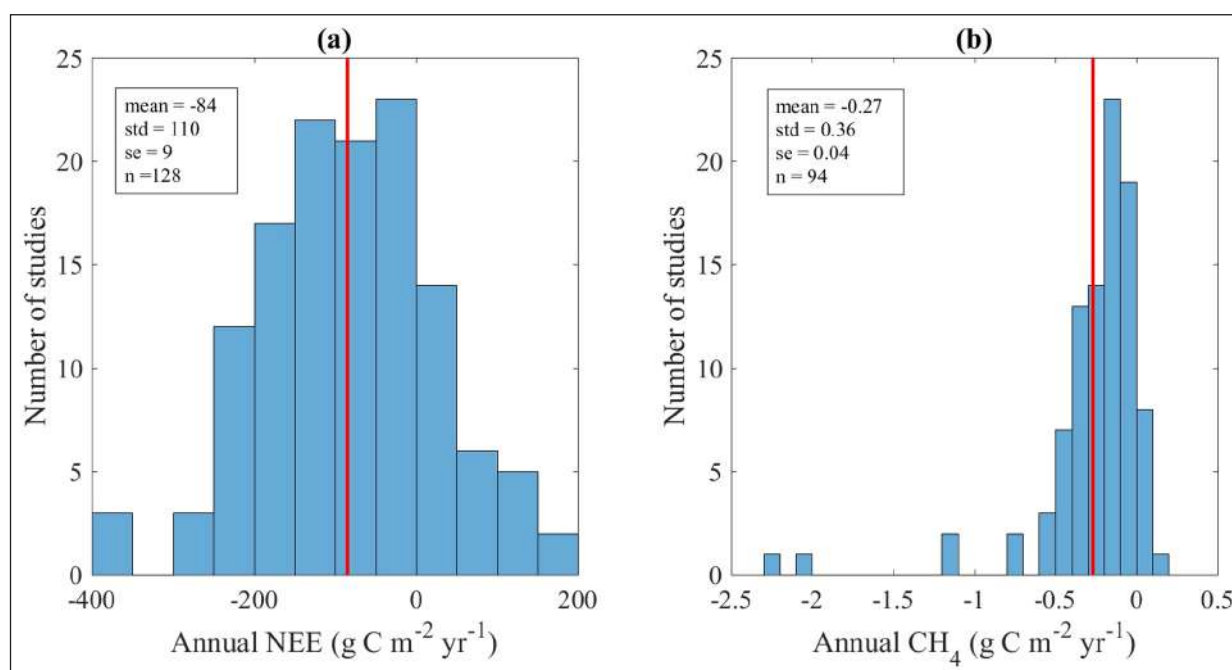 (a)
25
20
15
10
5
0
Number of studies
mean = -84
std = 110
se = 9
n =128
-400
-200
0
200
Annual NEE (g C m⁻² yr⁻¹)
(b)
25
20
15
10
5
0
Number of studies
mean = -0.27
std = 0.36
se = 0.04
n = 94
-2.5
-2
-1.5
-1
-0.5
0
0.5
Annual CH₄ (g C m⁻² yr⁻¹)